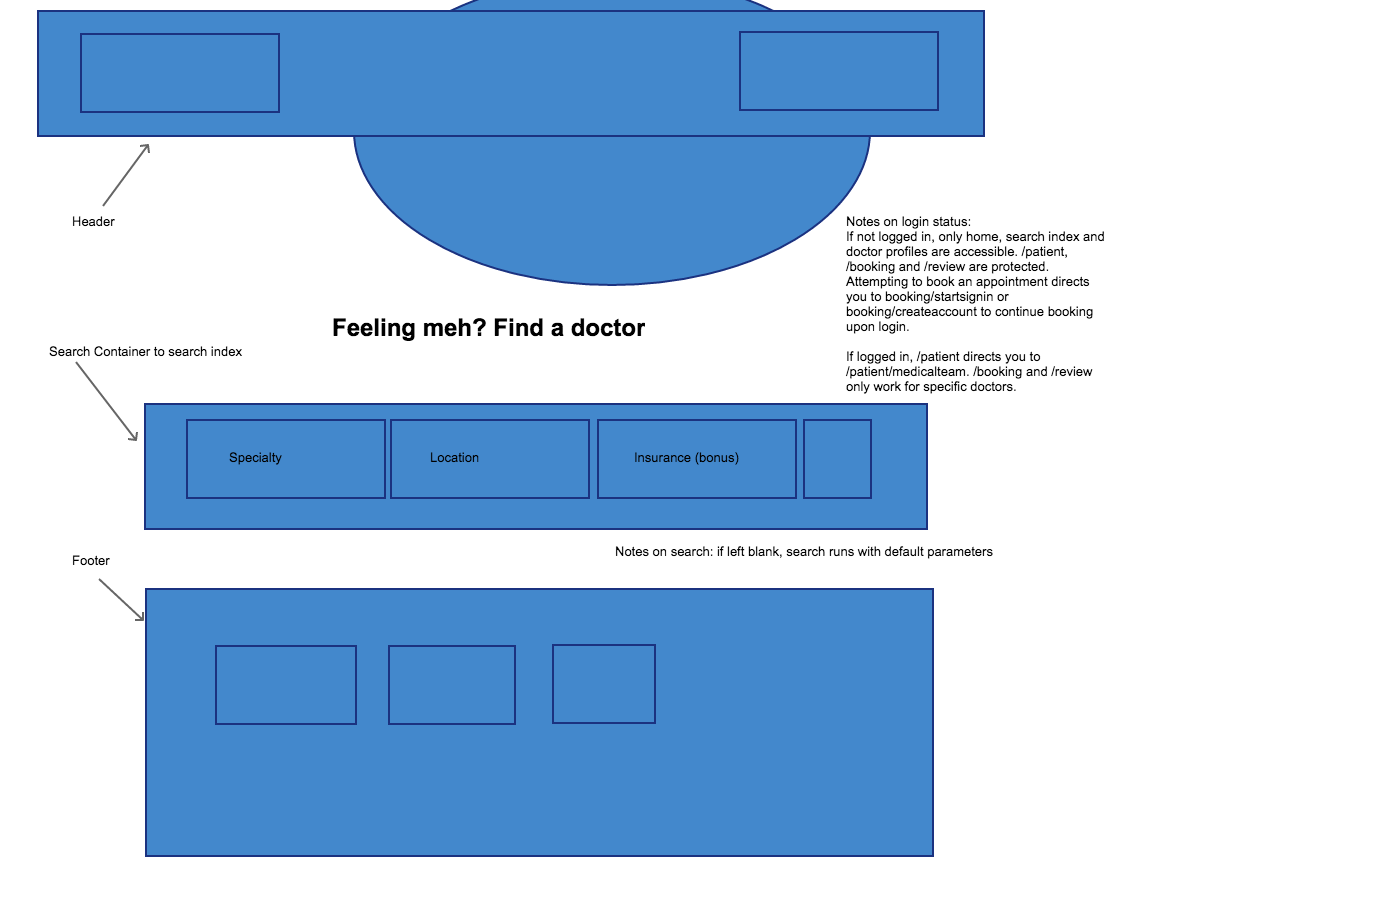 Header
Notes on login status:
If not logged in, only home, search index and
doctor profiles are accessible. /patient,
/booking and /review are protected.
Attempting to book an appointment directs
you to booking/startsignin or
booking/createaccount to continue booking
upon login.
If logged in, /patient directs you to
/patient/medicalteam. /booking and /review
only work for specific doctors.
Feeling meh? Find a doctor
Search Container to search index
Specialty
Location
Insurance (bonus)
Notes on search: if left blank, search runs with default parameters
Footer